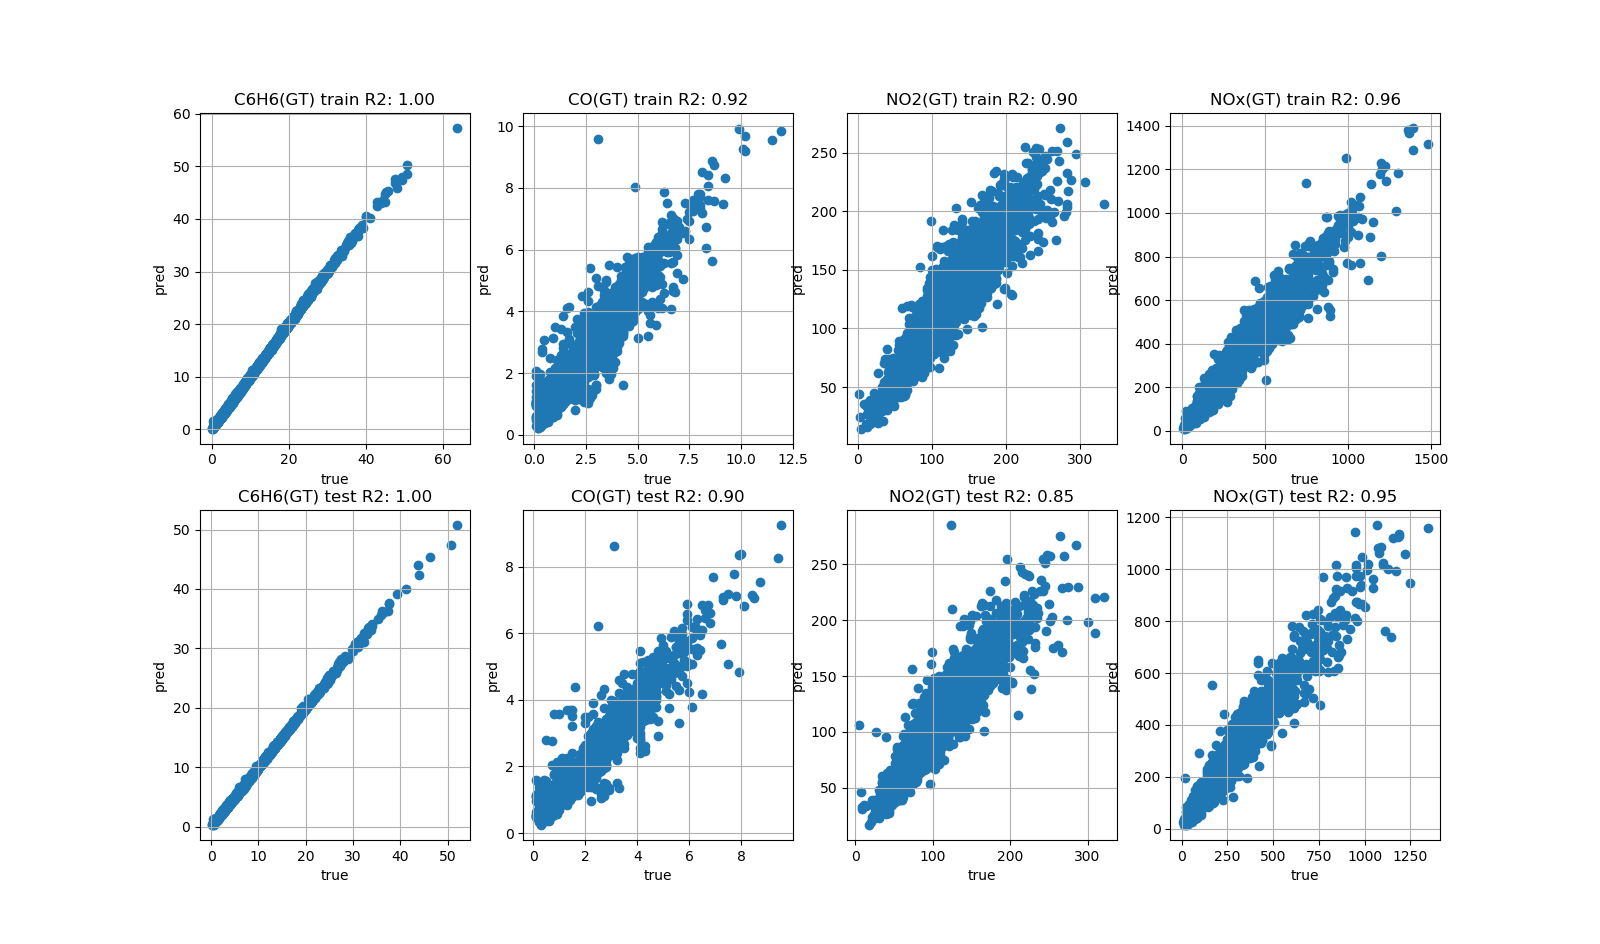 C6H6(GT) train R2: 1.00
60
50
40
30
20
10
0
pred
0 20 40 60
true
CO(GT) train R2: 0.92
10
8
6
4
2
0
pred
0.0 2.5 5.0 7.5 10.0 12.5
true
NO2(GT) train R2: 0.90
250
200
150
100
50
pred
0 100 200 300
true
NOx(GT) train R2: 0.96
1400
1200
1000
800
600
400
200
0
pred
0 500 1000 1500
true
C6H6(GT) test R2: 1.00
50
40
30
20
10
0
pred
0 10 20 30 40 50
true
CO(GT) test R2: 0.90
8
6
4
2
0
pred
0 2 4 6 8
true
NO2(GT) test R2: 0.85
250
200
150
100
50
pred
0 100 200 300
true
NOx(GT) test R2: 0.95
1200
1000
800
600
400
200
0
pred
0 250 500 750 1000 1250
true